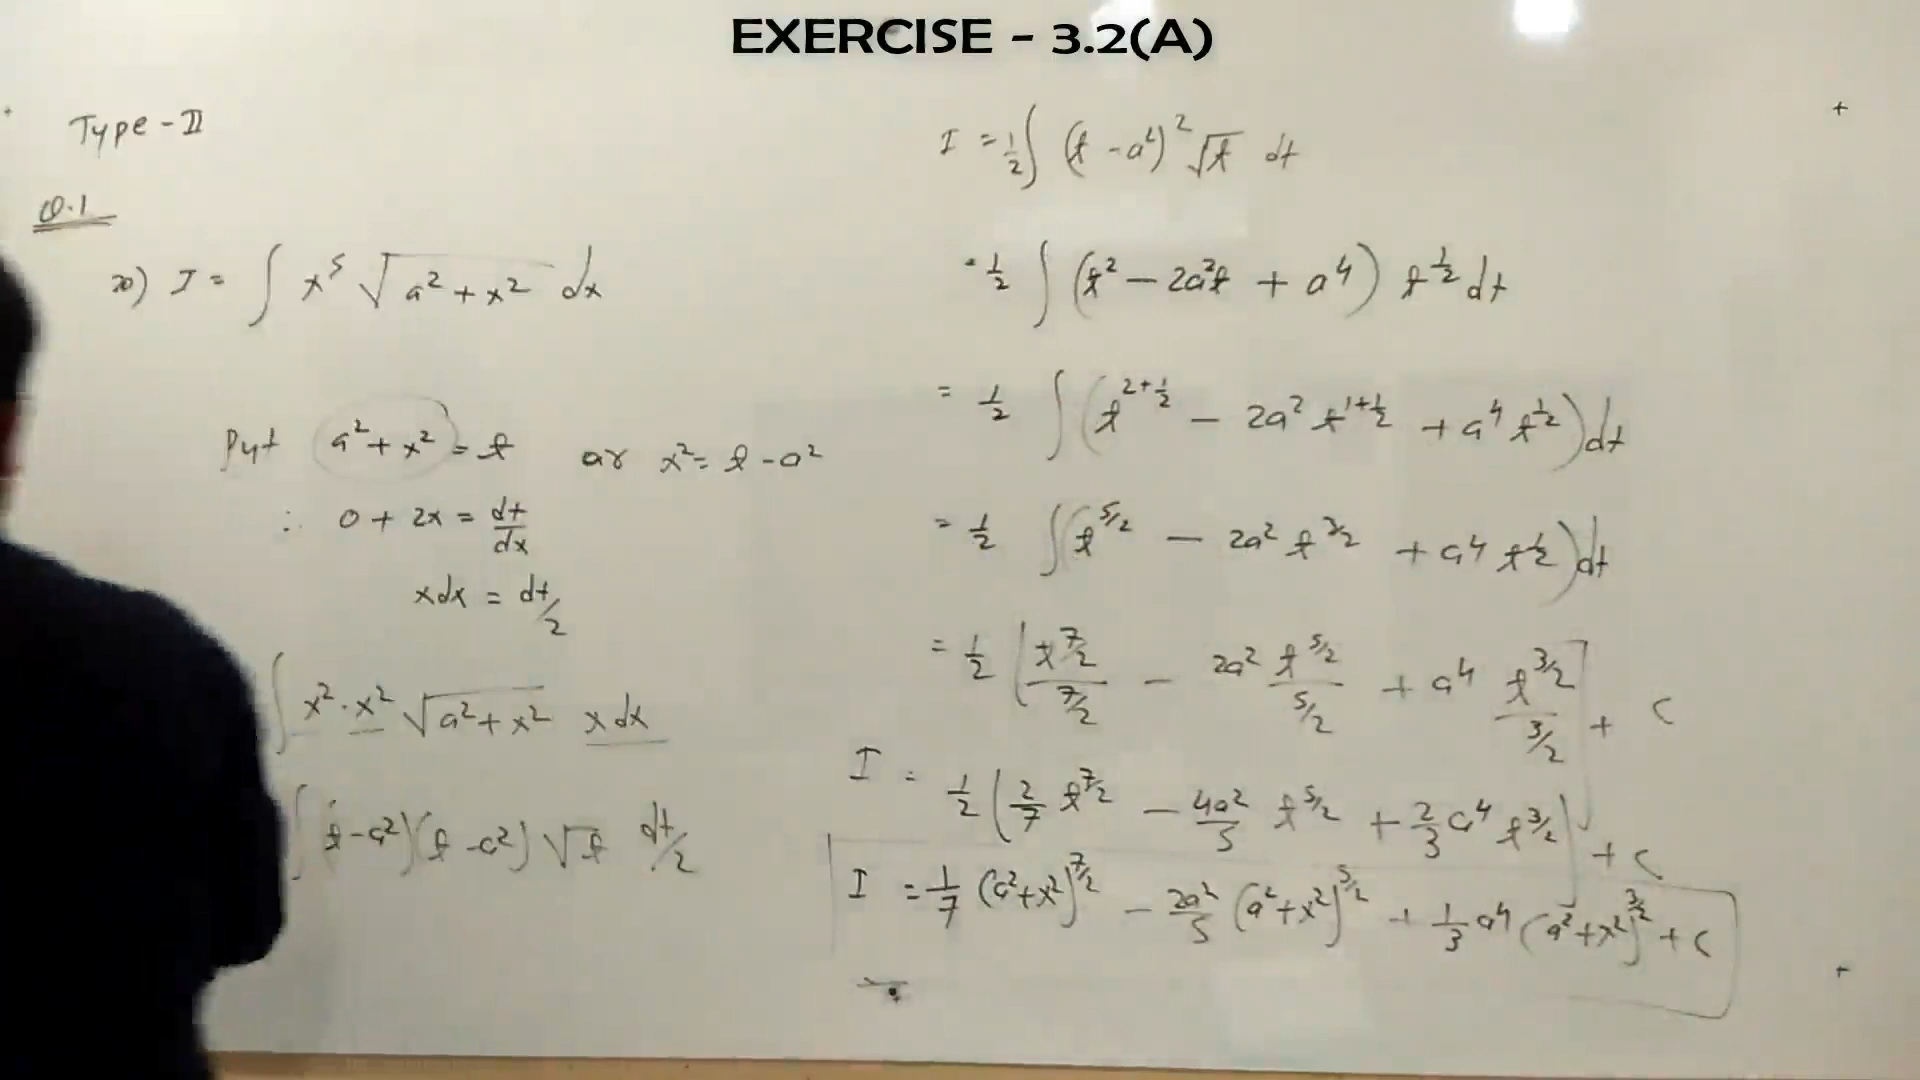 EXERCISE - 3.2(A)
Type - II
Q.1
20) I = ∫ x⁵ √(a² + x²) dx
Put a² + x² = t or x² = t - a²
∴ 0 + 2x = dt/dx
x dx = dt/2
∫ x² · x² √(a² + x²) x dx
∫ (t - a²)(t - a²) √t dt/2
I = 1/2 ∫ (t - a²)² √t dt
= 1/2 ∫ (t² - 2a²t + a⁴) t^(1/2) dt
= 1/2 ∫ (t^(2+1/2) - 2a² t^(1+1/2) + a⁴ t^(1/2)) dt
= 1/2 ∫ (t^(5/2) - 2a² t^(3/2) + a⁴ t^(1/2)) dt
= 1/2 [t^(7/2)/(7/2) - 2a² t^(5/2)/(5/2) + a⁴ t^(3/2)/(3/2)] + c
I = 1/2 (2/7 t^(7/2) - 4a²/5 t^(5/2) + 2/3 a⁴ t^(3/2)) + c
I = 1/7 (a²+x²)^(7/2) - 2a²/5 (a²+x²)^(5/2) + 1/3 a⁴ (a²+x²)^(3/2) + c